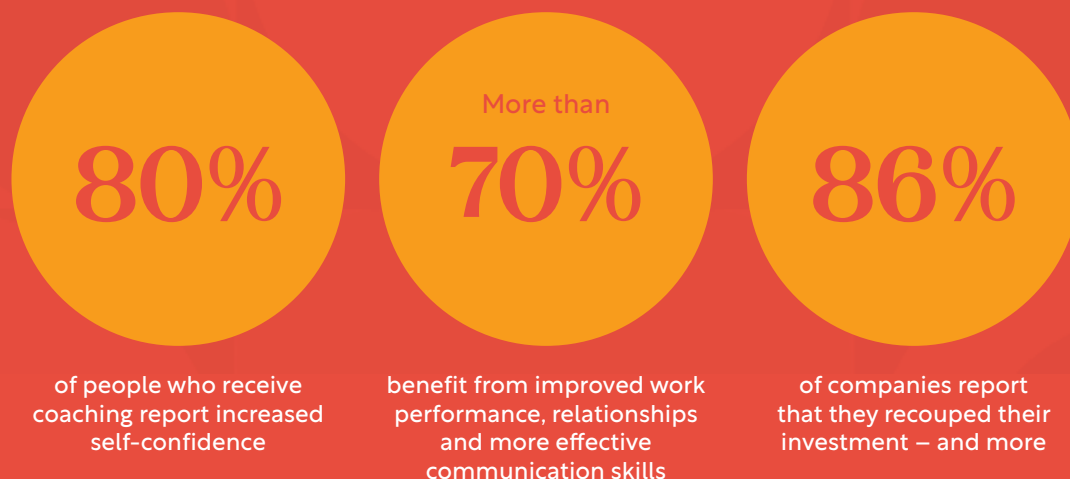 80%
of people who receive
coaching report increased
self-confidence
More than
70%
benefit from improved work
performance, relationships
and more effective
communication skills
86%
of companies report
that they recouped their
investment – and more